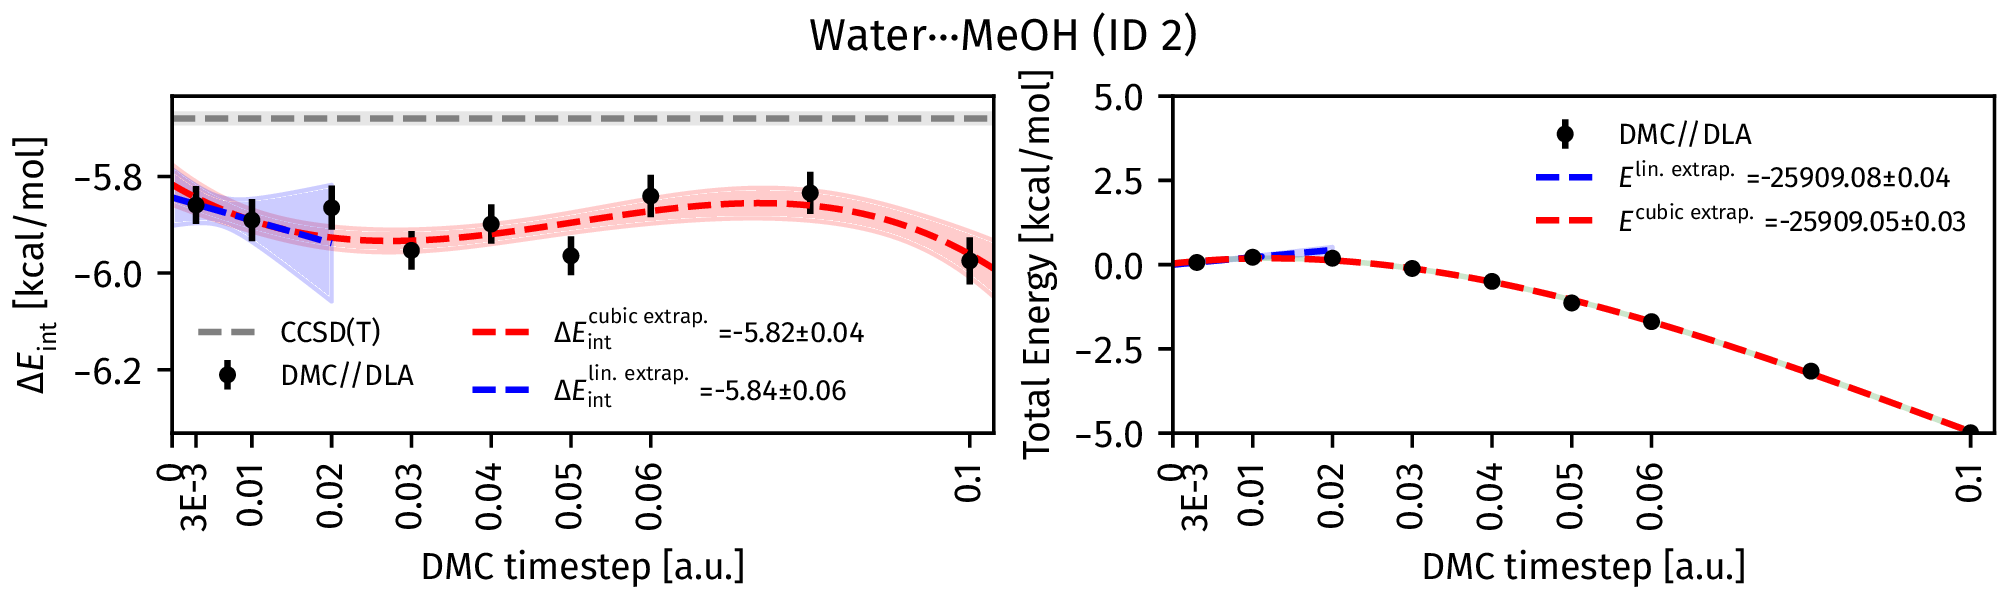 Water···MeOH (ID 2)
ΔE_int [kcal/mol]
−5.8
−6.0
−6.2
CCSD(T)
DMC//DLA
ΔE_int^cubic extrap. =-5.82±0.04
ΔE_int^lin. extrap. =-5.84±0.06
0
3E-3
0.01
0.02
0.03
0.04
0.05
0.06
0.1
DMC timestep [a.u.]
Total Energy [kcal/mol]
5.0
2.5
0.0
−2.5
−5.0
DMC//DLA
E^lin. extrap. =-25909.08±0.04
E^cubic extrap. =-25909.05±0.03
0
3E-3
0.01
0.02
0.03
0.04
0.05
0.06
0.1
DMC timestep [a.u.]